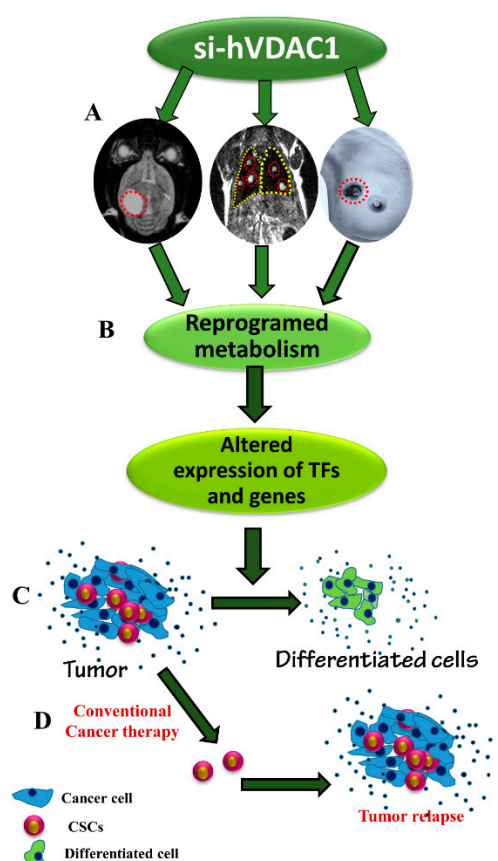 si-hVDAC1
A
B
Reprogramed
metabolism
Altered
expression of TFs
and genes
C
Tumor
Differentiated cells
D
Conventional
Cancer therapy
Tumor relapse
Cancer cell
CSCs
Differentiated cell